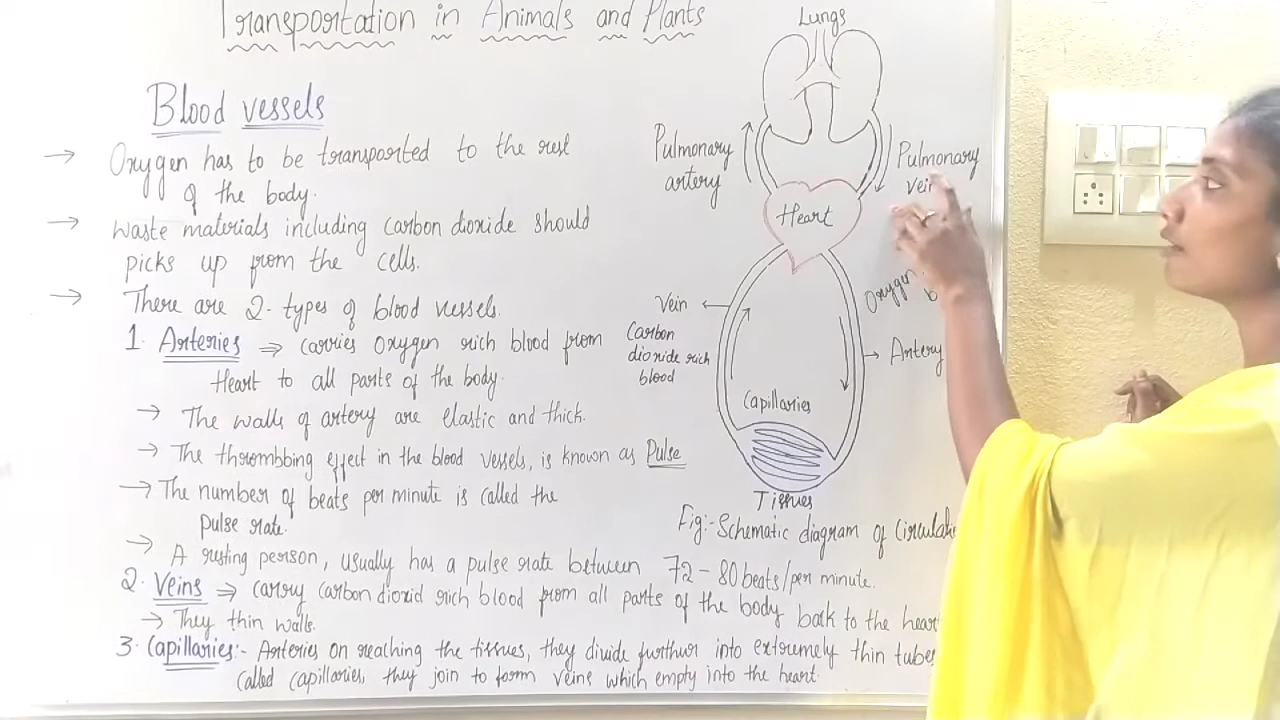 Transportation in Animals and Plants
Blood vessels
→ Oxygen has to be transported to the rest
of the body.
→ Waste materials including carbon dioxide should
picks up from the cells.
→ There are 2. types of blood vessels.
1. Arteries ⇒ carries oxygen rich blood from
Heart to all parts of the body.
→ The walls of artery are elastic and thick.
→ The thrombbing effect in the blood vessels, is known as Pulse
→ The number of beats per minute is called the
pulse rate.
→ A resting person, usually has a pulse rate between 72 - 80 beats/per minute.
2. Veins ⇒ carry carbon dioxid rich blood from all parts of the body back to the heart
→ They thin walls.
3. Capillaries:- Arteries on reaching the tissues, they divide furthur into extremely thin tubes
called capillaries, they join to form veins which empty into the heart.
Lungs
Pulmonary
artery
Pulmonary
vein
Heart
Vein
Carbon
dioxide rich
blood
Oxygen
Artery
Capillaries
Tissues
Fig:- Schematic diagram of